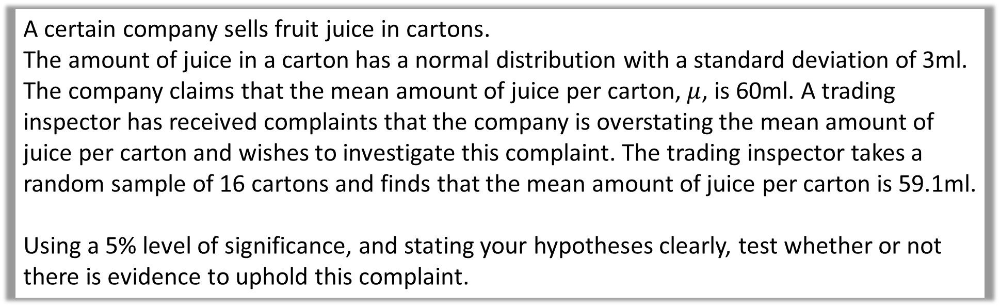 A certain company sells fruit juice in cartons.
The amount of juice in a carton has a normal distribution with a standard deviation of 3ml.
The company claims that the mean amount of juice per carton, 𝜇, is 60ml. A trading
inspector has received complaints that the company is overstating the mean amount of
juice per carton and wishes to investigate this complaint. The trading inspector takes a
random sample of 16 cartons and finds that the mean amount of juice per carton is 59.1ml.
Using a 5% level of significance, and stating your hypotheses clearly, test whether or not
there is evidence to uphold this complaint.